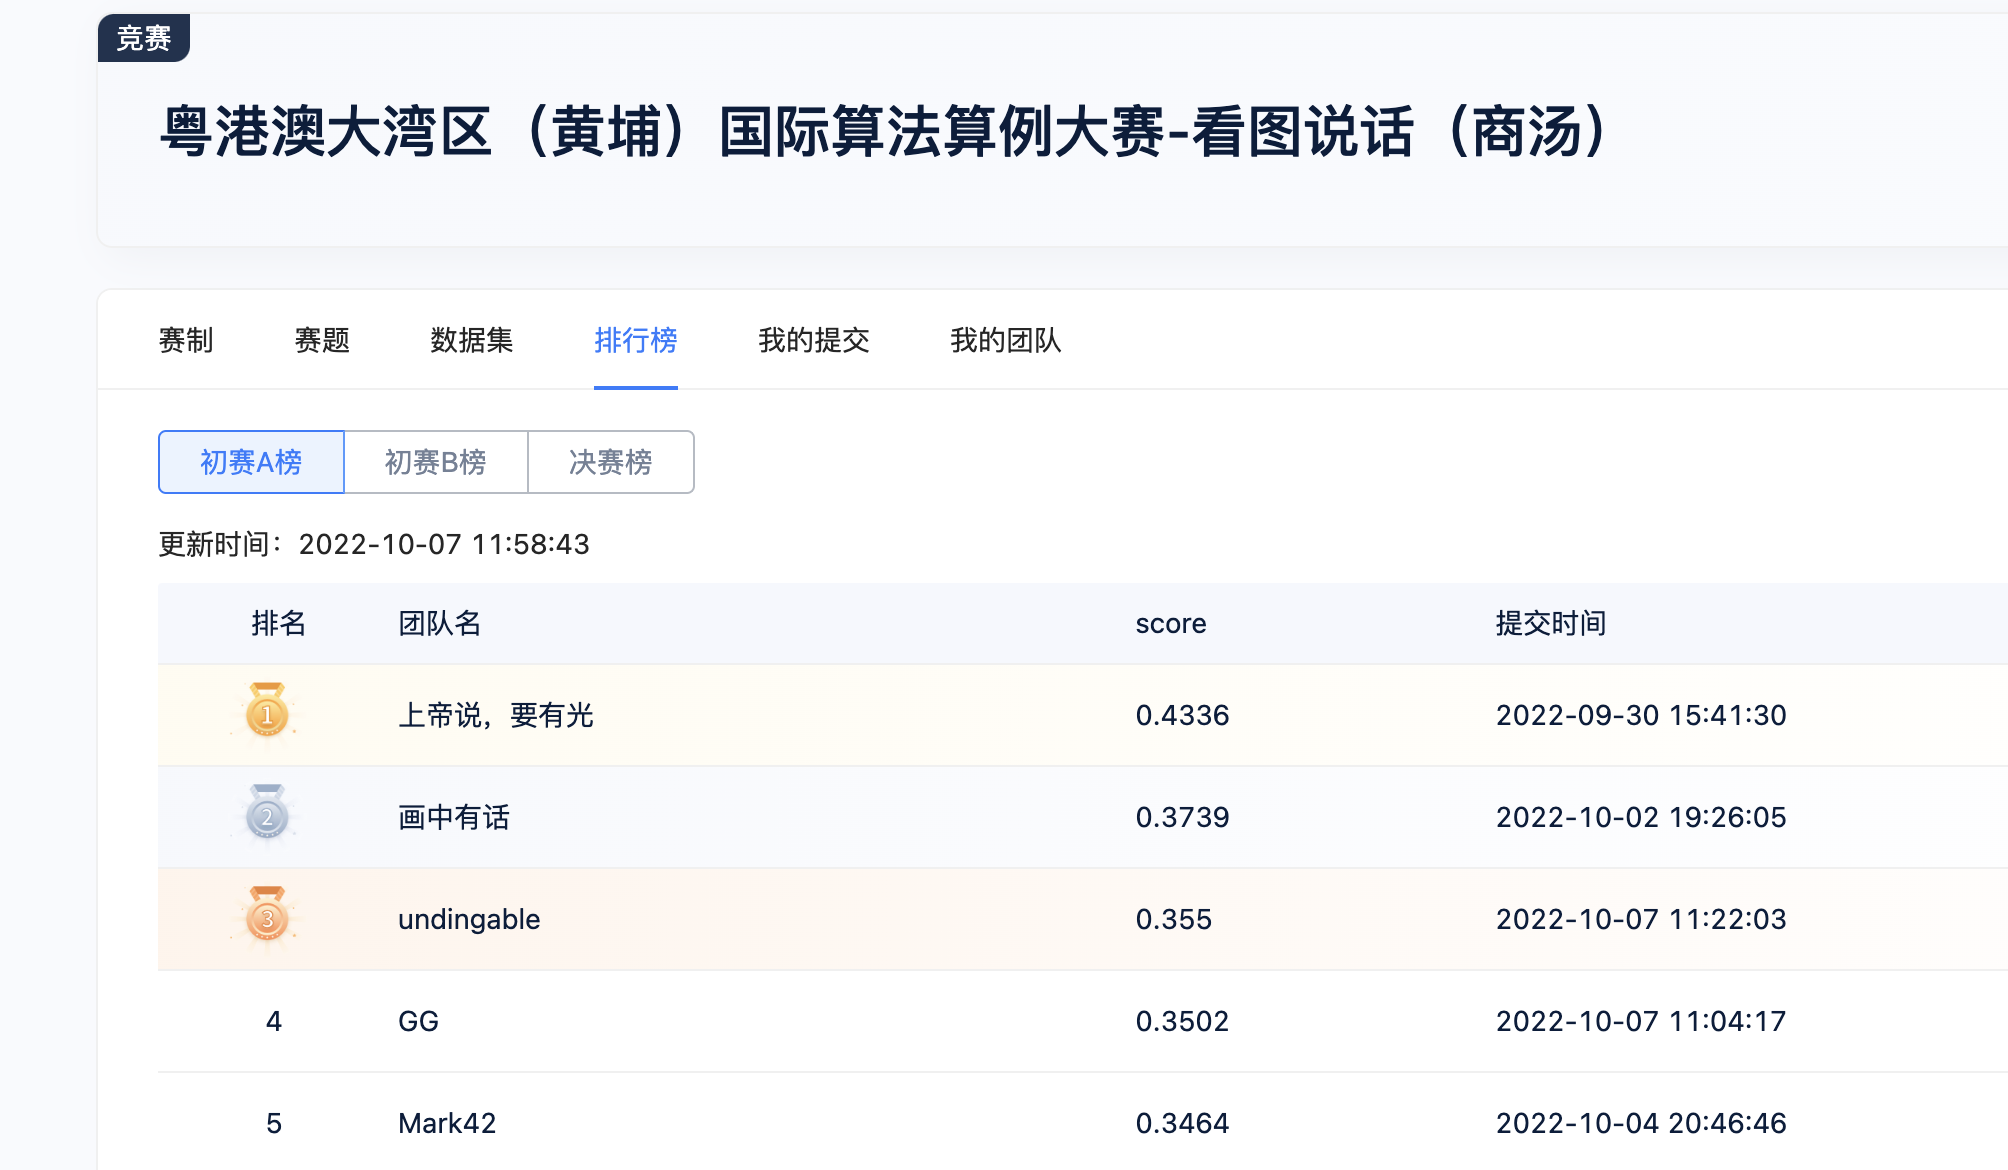 竞赛
粤港澳大湾区（黄埔）国际算法算例大赛-看图说话（商汤）
赛制 赛题 数据集 排行榜 我的提交 我的团队
初赛A榜 初赛B榜 决赛榜
更新时间：2022-10-07 11:58:43
排名 团队名 score 提交时间
1 上帝说，要有光 0.4336 2022-09-30 15:41:30
2 画中有话 0.3739 2022-10-02 19:26:05
3 undingable 0.355 2022-10-07 11:22:03
4 GG 0.3502 2022-10-07 11:04:17
5 Mark42 0.3464 2022-10-04 20:46:46